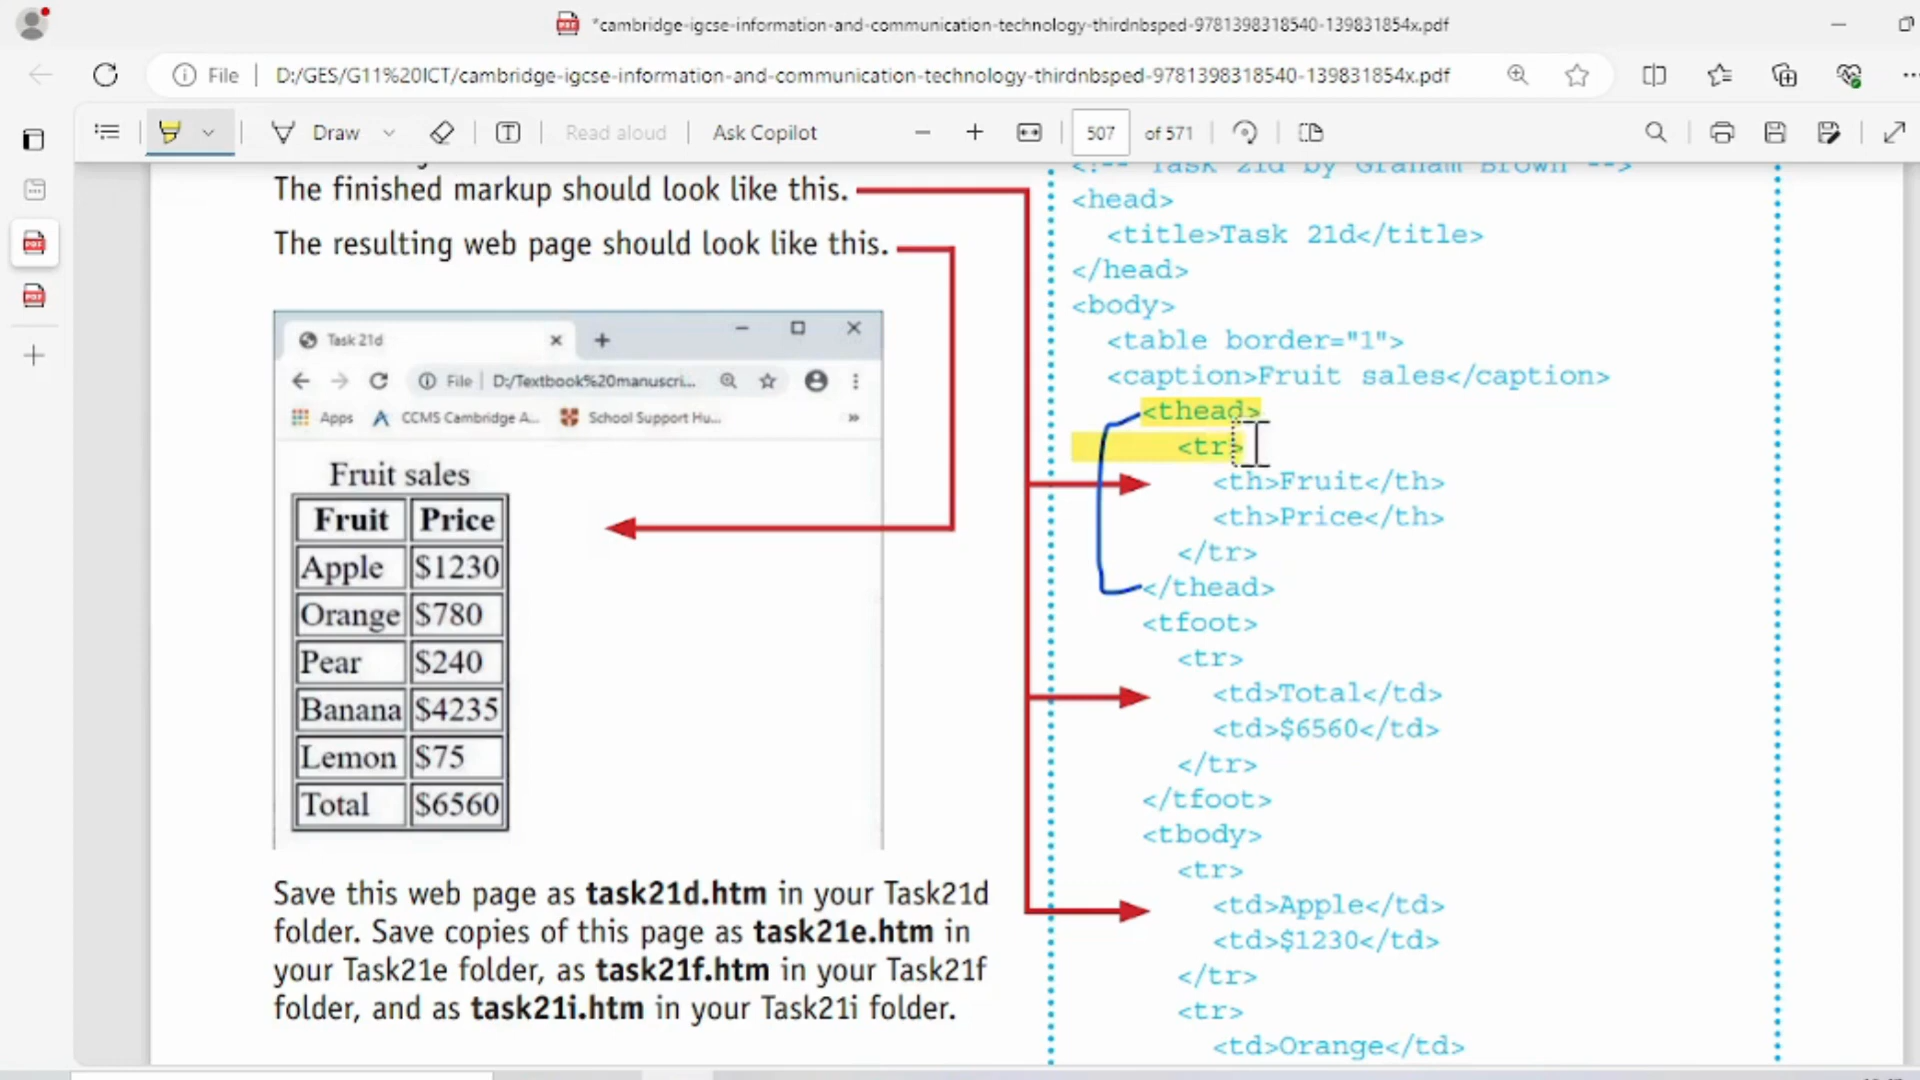 *cambridge-igcse-information-and-communication-technology-thirdnbsped-9781398318540-139831854x.pdf
File | D:/GES/G11%20ICT/cambridge-igcse-information-and-communication-technology-thirdnbsped-9781398318540-139831854x.pdf
Draw Read aloud Ask Copilot 507 of 571
The finished markup should look like this.
The resulting web page should look like this.
Task 21d
File | D:/Textbook%20manuscri...
Apps CCMS Cambridge A... School Support Hu... »
Fruit sales
Fruit Price
Apple $1230
Orange $780
Pear $240
Banana $4235
Lemon $75
Total $6560
Save this web page as task21d.htm in your Task21d
folder. Save copies of this page as task21e.htm in
your Task21e folder, as task21f.htm in your Task21f
folder, and as task21i.htm in your Task21i folder.
<!-- Task 21d by Graham Brown -->
<head>
<title>Task 21d</title>
</head>
<body>
<table border="1">
<caption>Fruit sales</caption>
<thead>
<tr>
<th>Fruit</th>
<th>Price</th>
</tr>
</thead>
<tfoot>
<tr>
<td>Total</td>
<td>$6560</td>
</tr>
</tfoot>
<tbody>
<tr>
<td>Apple</td>
<td>$1230</td>
</tr>
<tr>
<td>Orange</td>